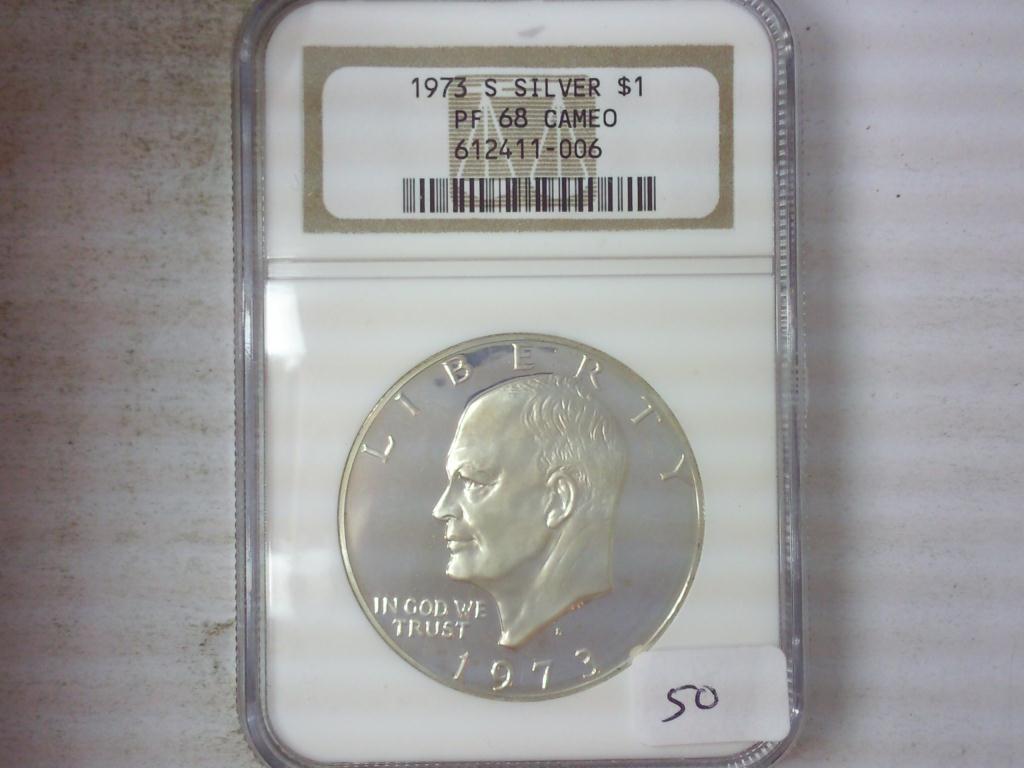 1973 S SILVER $1
PF 68 CAMEO
612411-006
LIBERTY
IN GOD WE
TRUST
S
1973
50